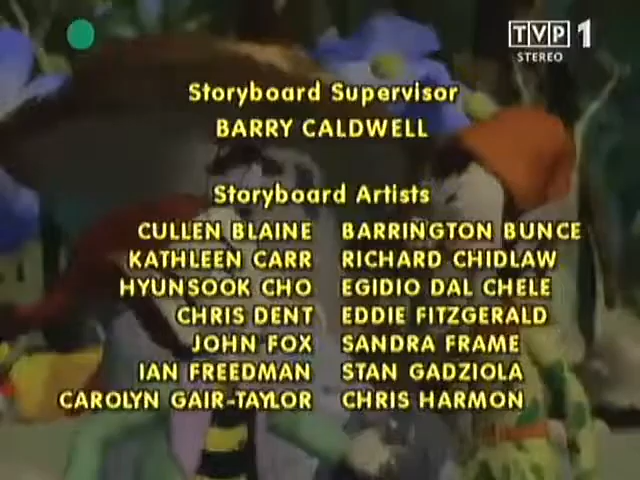 TVP 1
STEREO
Storyboard Supervisor
BARRY CALDWELL
Storyboard Artists
CULLEN BLAINE BARRINGTON BUNCE
KATHLEEN CARR RICHARD CHIDLAW
HYUNSOOK CHO EGIDIO DAL CHELE
CHRIS DENT EDDIE FITZGERALD
JOHN FOX SANDRA FRAME
IAN FREEDMAN STAN GADZIOLA
CAROLYN GAIR-TAYLOR CHRIS HARMON